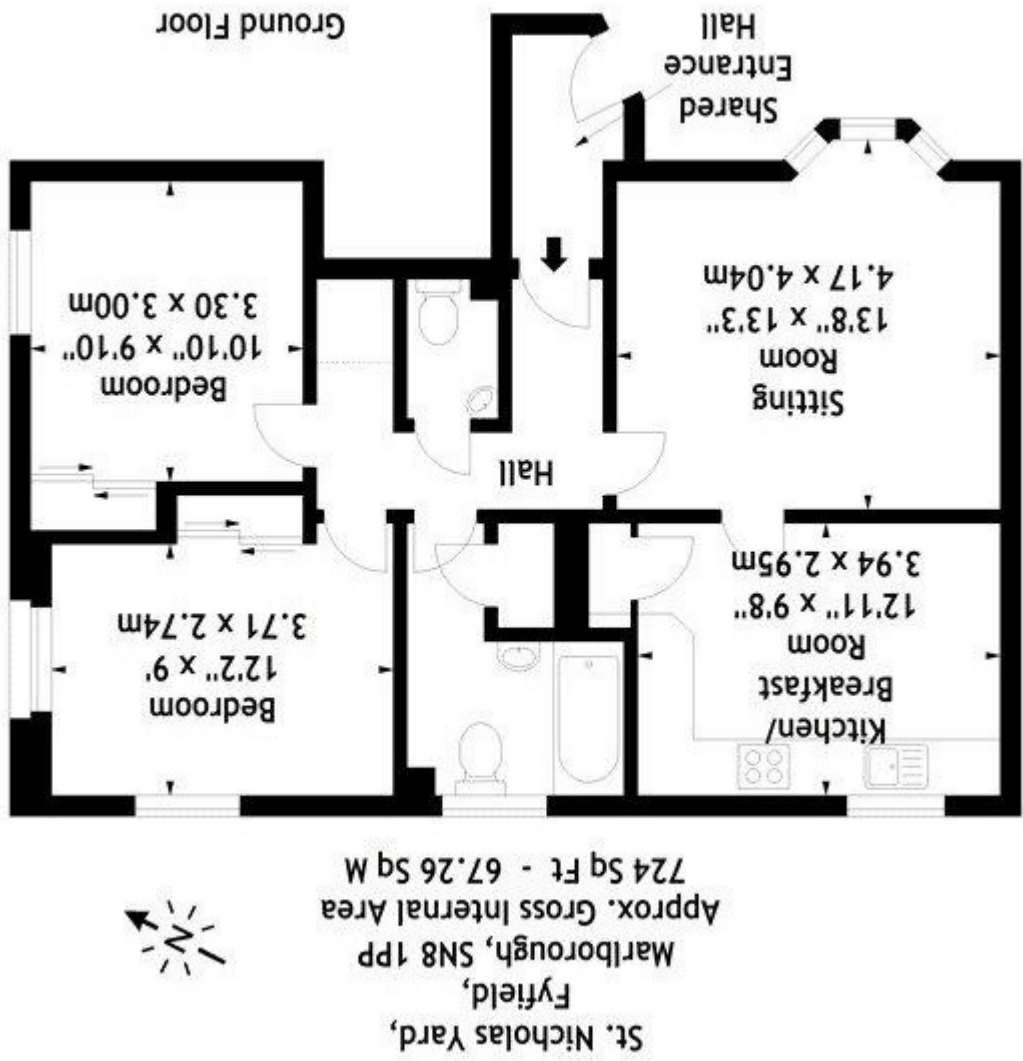 St. Nicholas Yard,
Fyfield,
Marlborough, SN8 1PP
Approx. Gross Internal Area
724 Sq Ft - 67.26 Sq M
N
Kitchen/
Breakfast
Room
12'11" x 9'8"
3.94 x 2.95m
Bedroom
12'2" x 9'
3.71 x 2.74m
Hall
Sitting
Room
13'8" x 13'3"
4.17 x 4.04m
Bedroom
10'10" x 9'10"
3.30 x 3.00m
Shared
Entrance
Hall
Ground Floor